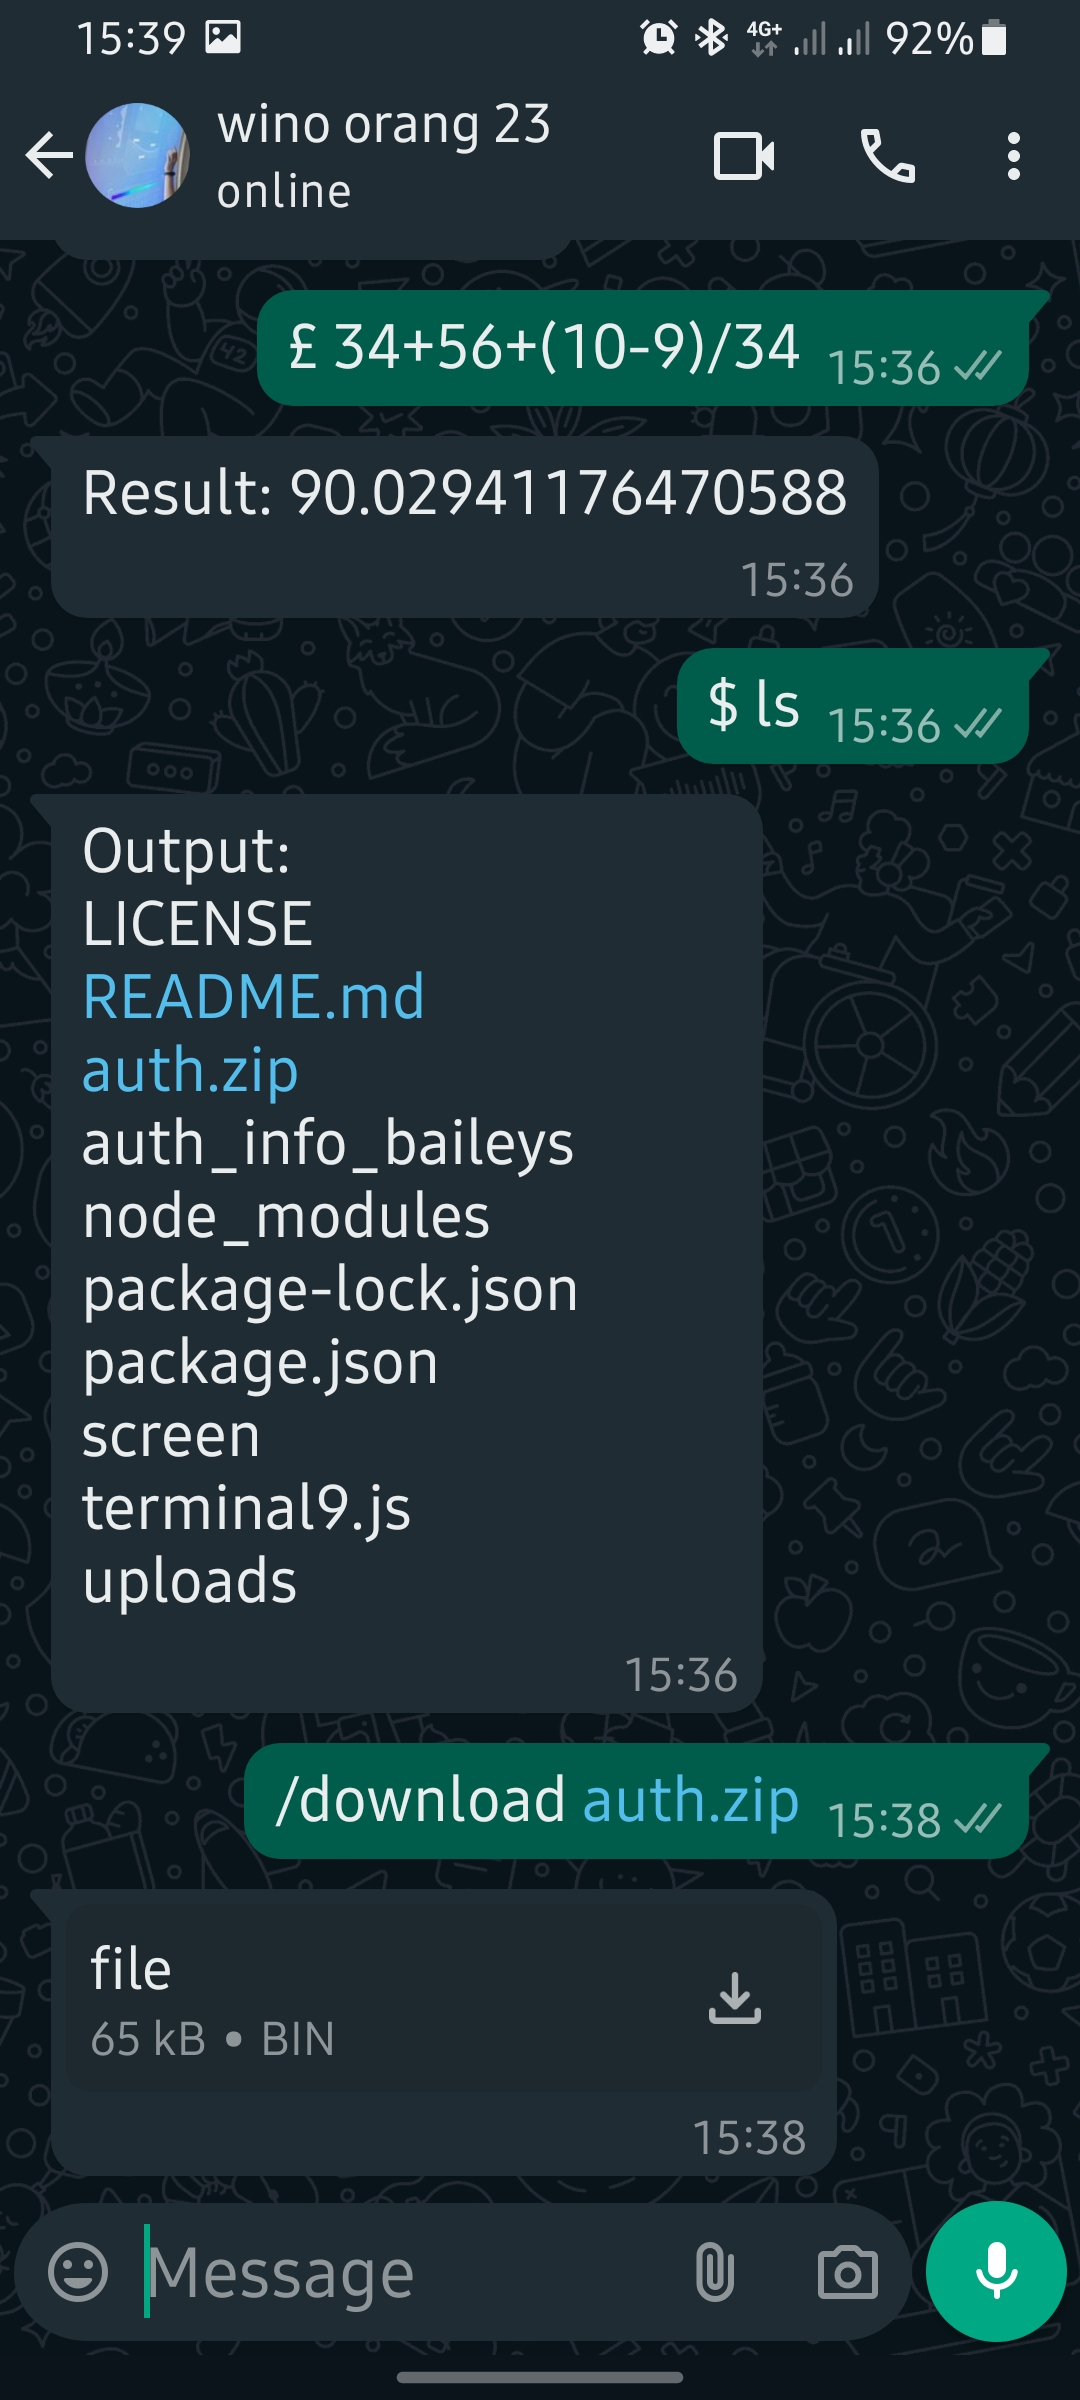 15:39 4G+ 92%
wino orang 23
online
£ 34+56+(10-9)/34 15:36
Result: 90.02941176470588
15:36
$ ls 15:36
Output:
LICENSE
README.md
auth.zip
auth_info_baileys
node_modules
package-lock.json
package.json
screen
terminal9.js
uploads
15:36
/download auth.zip 15:38
file
65 kB • BIN
15:38
Message